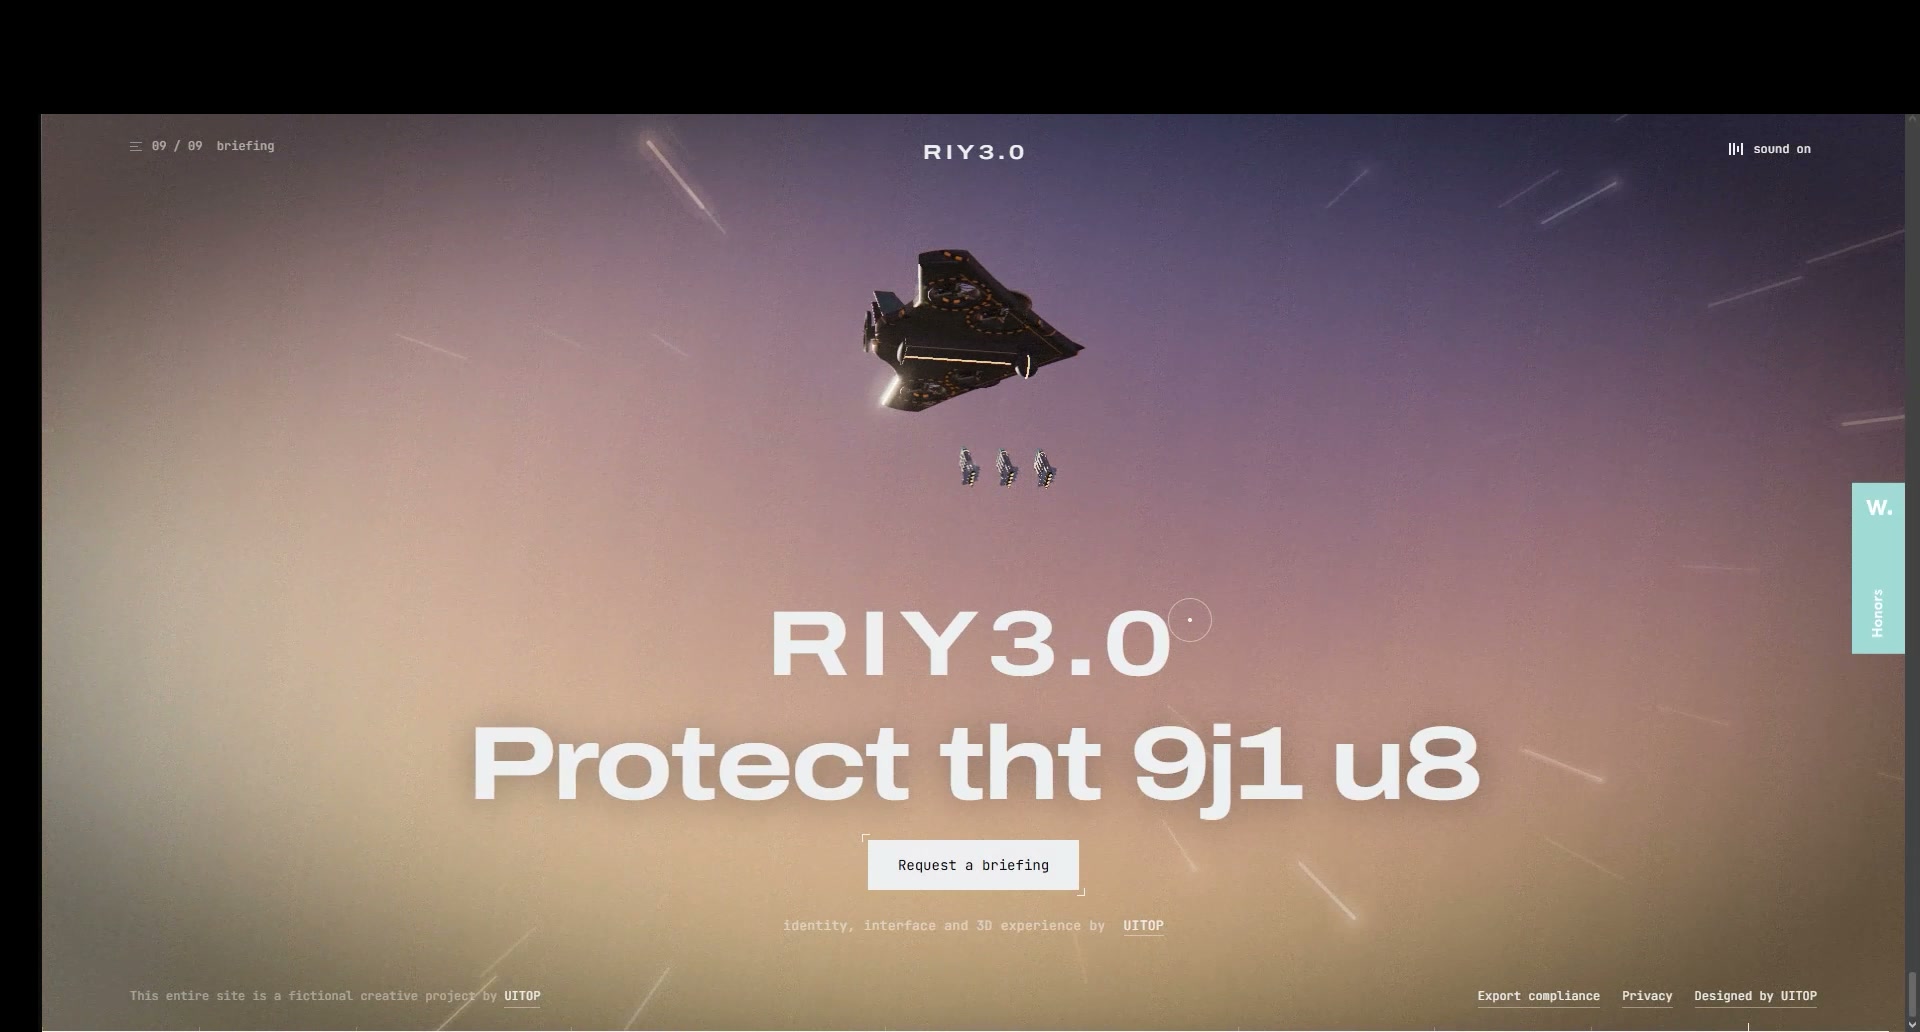 09 / 09 briefing
RIY3.0
sound on
W.
Honors
RIY3.0
Protect tht 9j1 u8
Request a briefing
identity, interface and 3D experience by UITOP
This entire site is a fictional creative project by UITOP
Export compliance Privacy Designed by UITOP